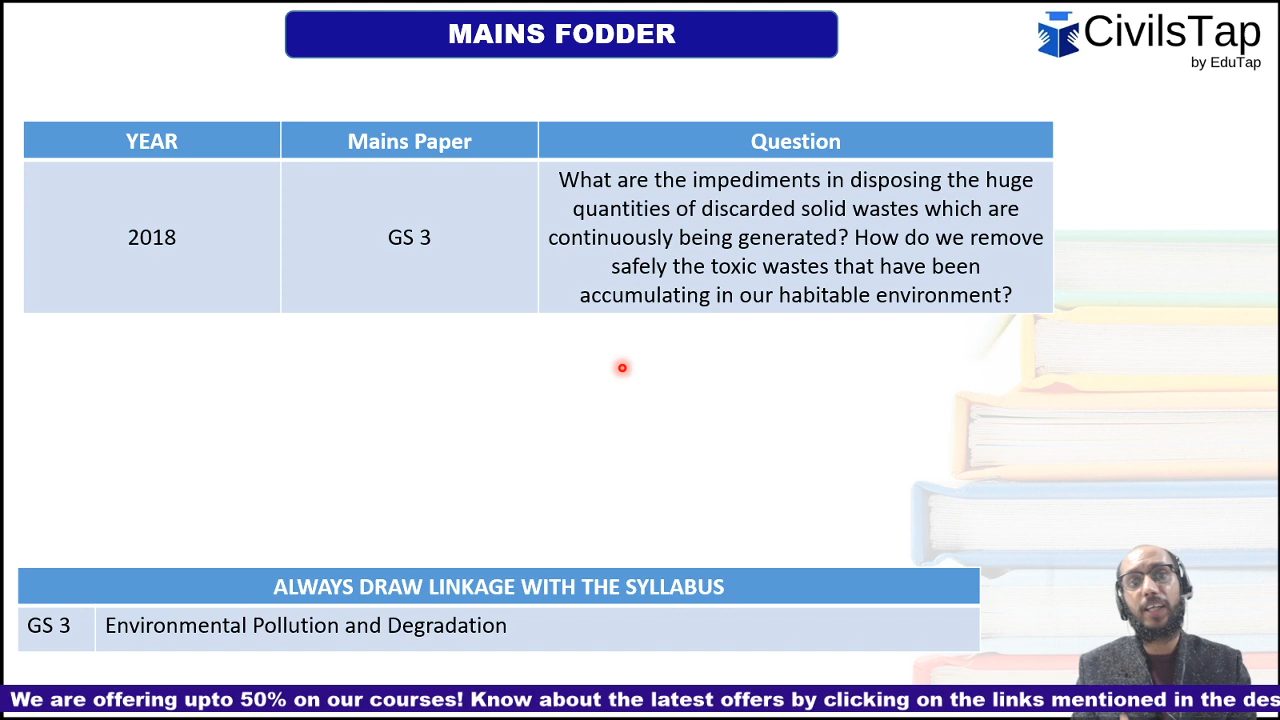 MAINS FODDER
CivilsTap
by EduTap
YEAR
Mains Paper
Question
2018
GS 3
What are the impediments in disposing the huge
quantities of discarded solid wastes which are
continuously being generated? How do we remove
safely the toxic wastes that have been
accumulating in our habitable environment?
ALWAYS DRAW LINKAGE WITH THE SYLLABUS
GS 3
Environmental Pollution and Degradation
We are offering upto 50% on our courses! Know about the latest offers by clicking on the links mentioned in the des